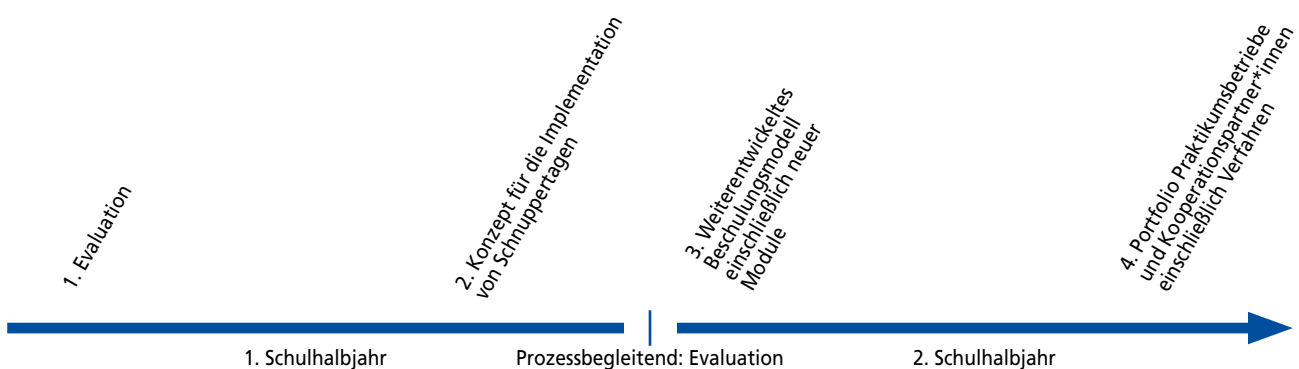 1. Evaluation
2. Konzept für die Implementation
von Schnuppertagen
3. Weiterentwickeltes
Beschulungsmodell
einschließlich neuer
Module
4. Portfolio Praktikumsbetriebe
und Kooperationspartner*innen
einschließlich Verfahren
1. Schulhalbjahr
Prozessbegleitend: Evaluation
2. Schulhalbjahr